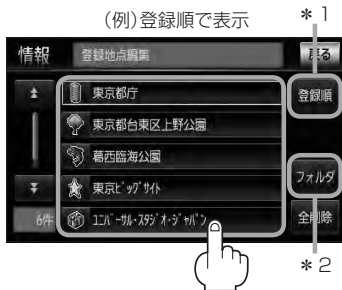 (例)登録順で表示
*1
情報 登録地点編集 戻る
東京都庁
登録順
東京都台東区上野公園
葛西臨海公園
フォルダ
東京ビッグサイト
6件
ユニバーサル・スタジオ・ジャパン
全削除
*2